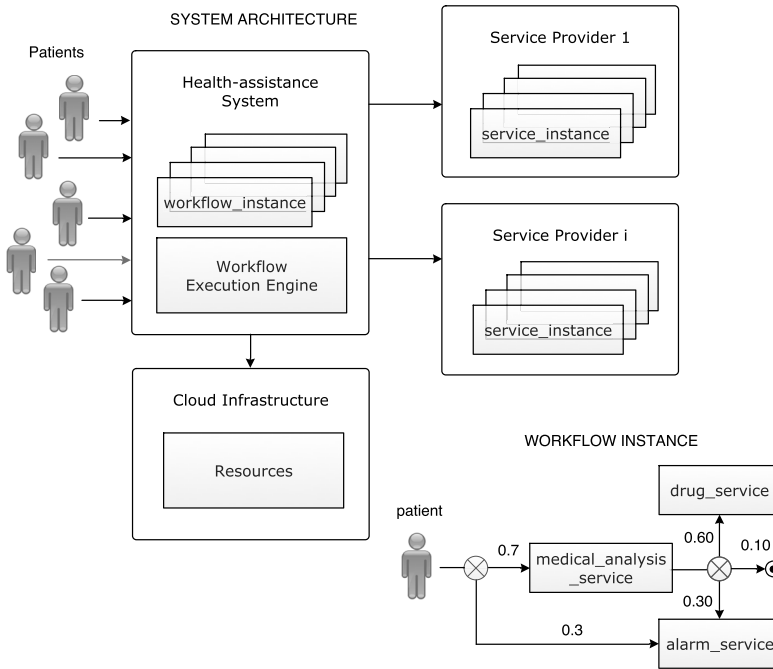 SYSTEM ARCHITECTURE
Patients
Health-assistance
System
workflow_instance
Workflow
Execution Engine
Service Provider 1
service_instance
Service Provider i
service_instance
Cloud Infrastructure
Resources
WORKFLOW INSTANCE
patient
0.7
medical_analysis
_service
drug_service
0.60
0.10
0.30
0.3
alarm_service